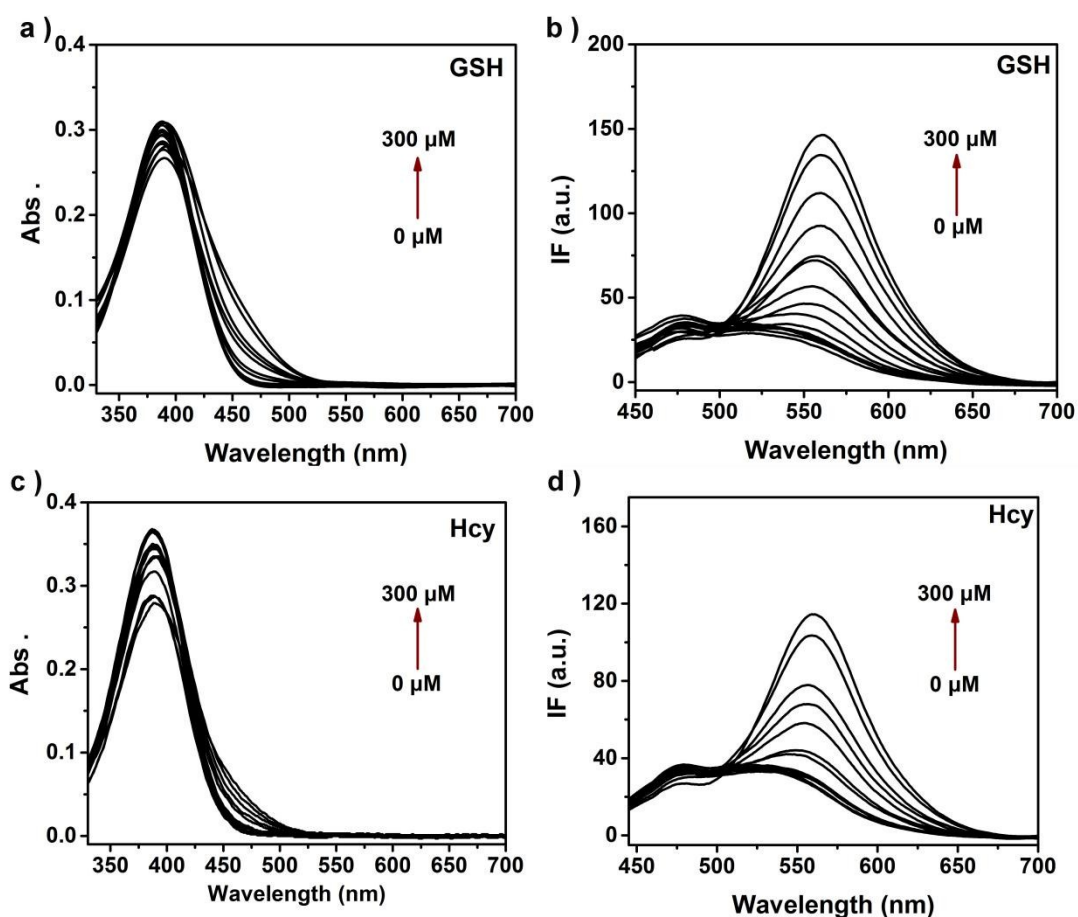 a )
0.4
0.3
0.2
0.1
0.0
Abs .
GSH
300 µM
0 µM
350 400 450 500 550 600 650 700
Wavelength (nm)
b )
200
150
100
50
0
IF (a.u.)
GSH
300 µM
0 µM
450 500 550 600 650 700
Wavelength (nm)
c )
0.4
0.3
0.2
0.1
0.0
Abs .
Hcy
300 µM
0 µM
350 400 450 500 550 600 650 700
Wavelength (nm)
d )
160
120
80
40
0
IF (a.u.)
Hcy
300 µM
0 µM
450 500 550 600 650 700
Wavelength (nm)